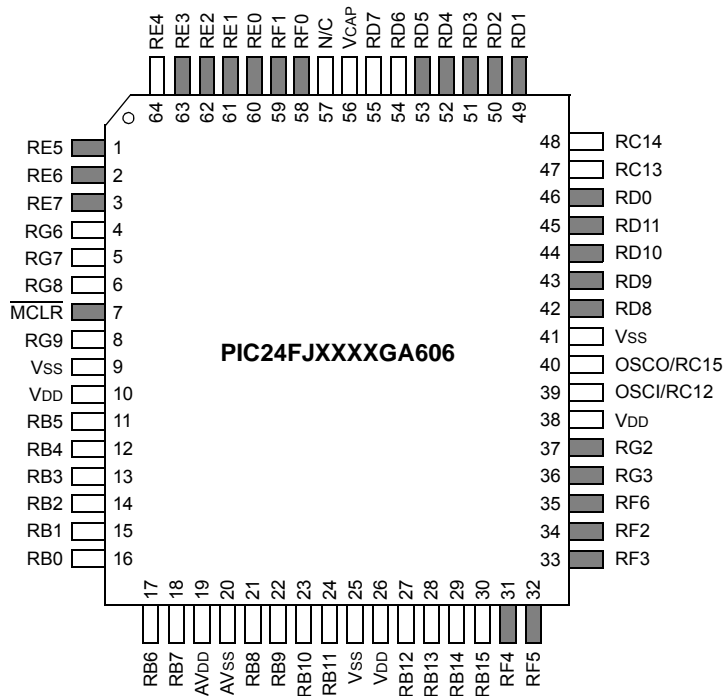 RE4
RE3
RE2
RE1
RE0
RF1
RF0
N/C
VCAP
RD7
RD6
RD5
RD4
RD3
RD2
RD1
64
63
62
61
60
59
58
57
56
55
54
53
52
51
50
49
RE5 1
RE6 2
RE7 3
RG6 4
RG7 5
RG8 6
MCLR 7
RG9 8
VSS 9
VDD 10
RB5 11
RB4 12
RB3 13
RB2 14
RB1 15
RB0 16
PIC24FJXXXXGA606
48 RC14
47 RC13
46 RD0
45 RD11
44 RD10
43 RD9
42 RD8
41 VSS
40 OSCO/RC15
39 OSCI/RC12
38 VDD
37 RG2
36 RG3
35 RF6
34 RF2
33 RF3
17
18
19
20
21
22
23
24
25
26
27
28
29
30
31
32
RB6
RB7
AVDD
AVSS
RB8
RB9
RB10
RB11
VSS
VDD
RB12
RB13
RB14
RB15
RF4
RF5